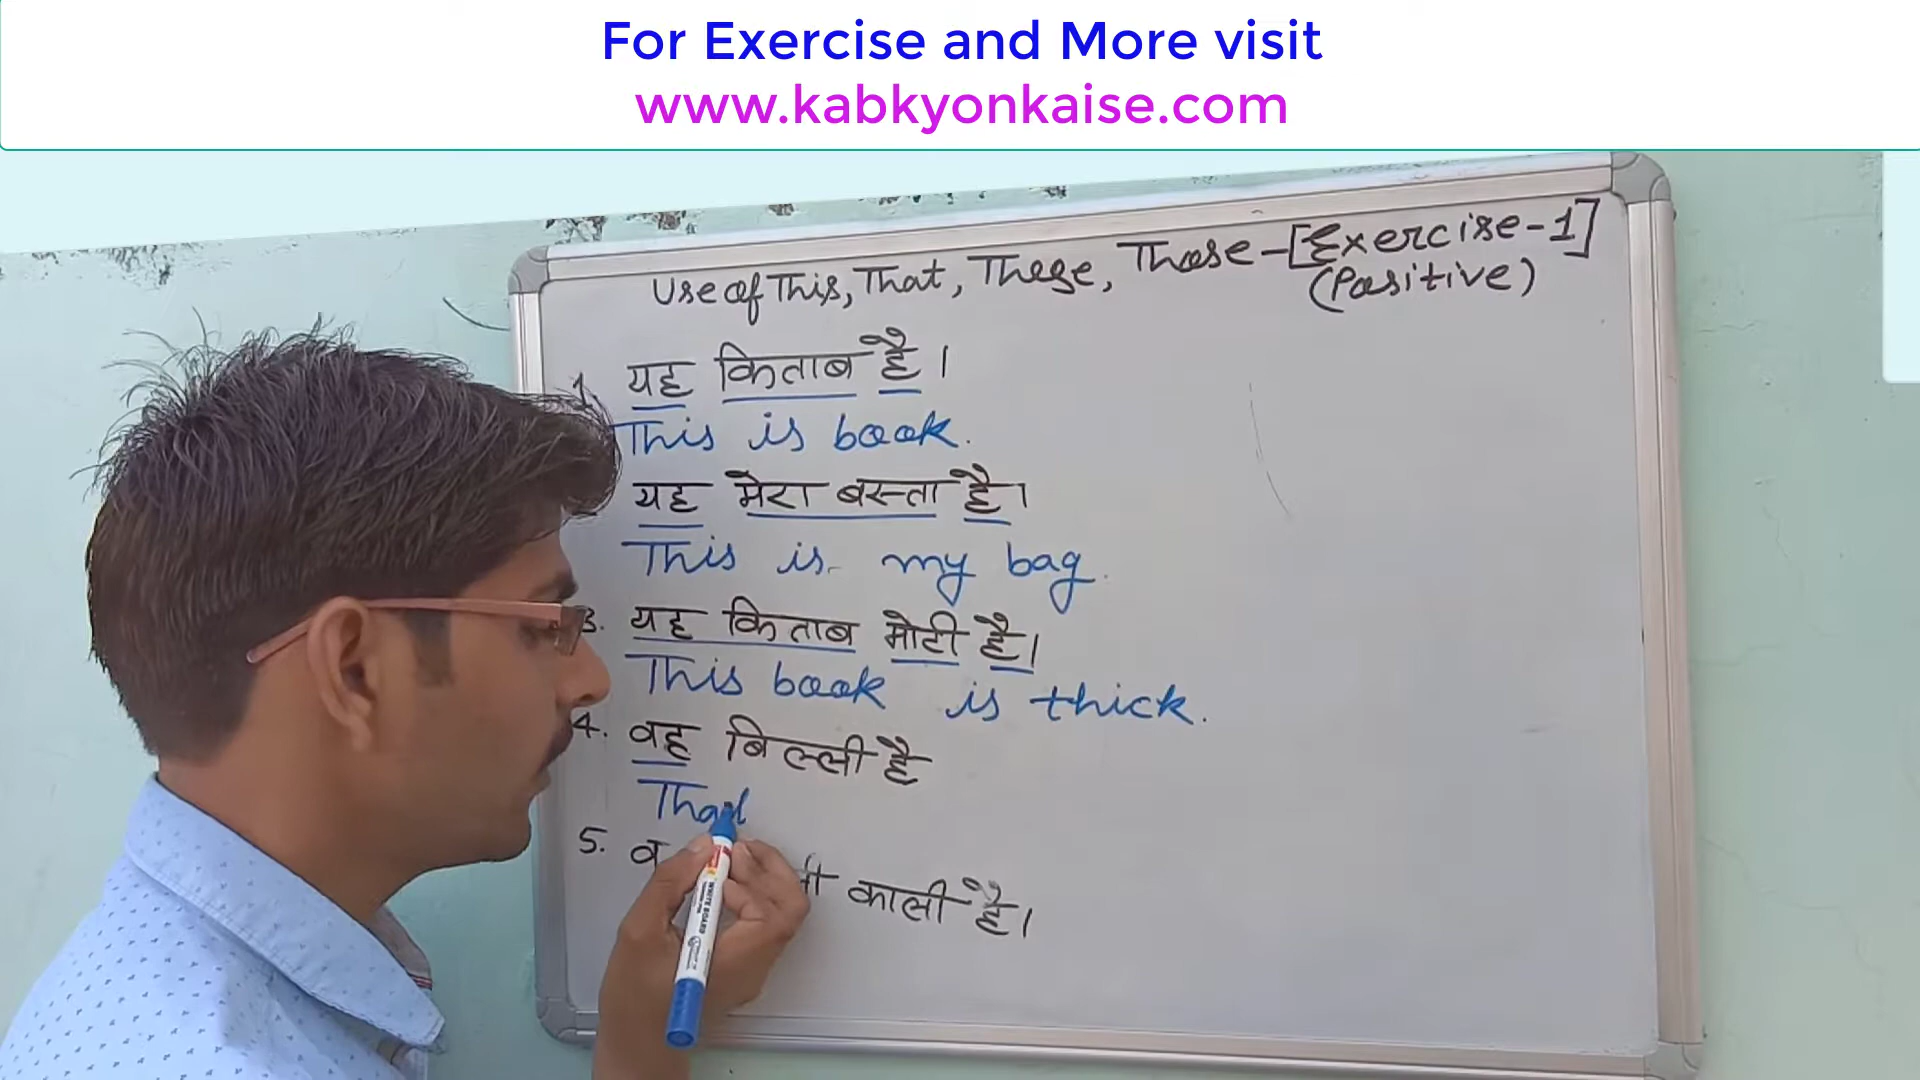 For Exercise and More visit
www.kabkyonkaise.com
Use of This, That, These, Those - [Exercise-1]
(Positive)
1. यह किताब है।
This is book.
यह मेरा बस्ता है।
This is my bag.
3. यह किताब मोटी है।
This book is thick.
4. वह बिल्ली है
That
5. काली है।